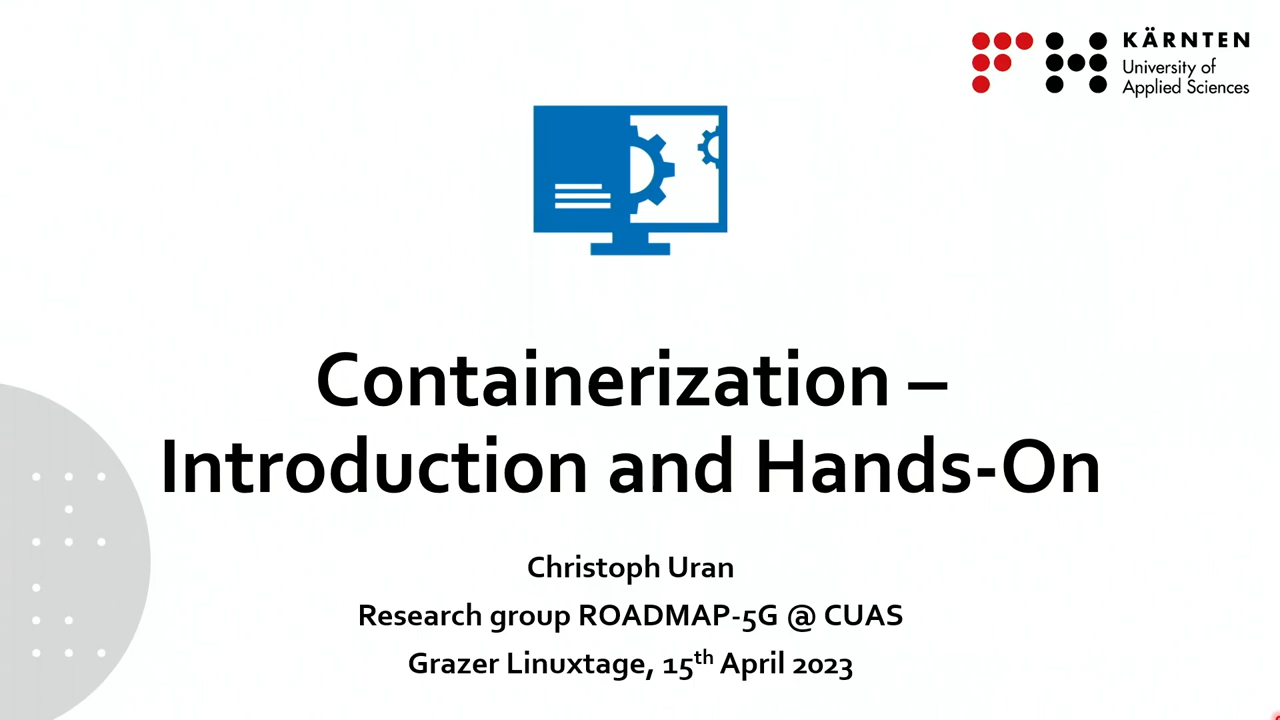 KÄRNTEN
University of
Applied Sciences
Containerization –
Introduction and Hands-On
Christoph Uran
Research group ROADMAP-5G @ CUAS
Grazer Linuxtage, 15th April 2023